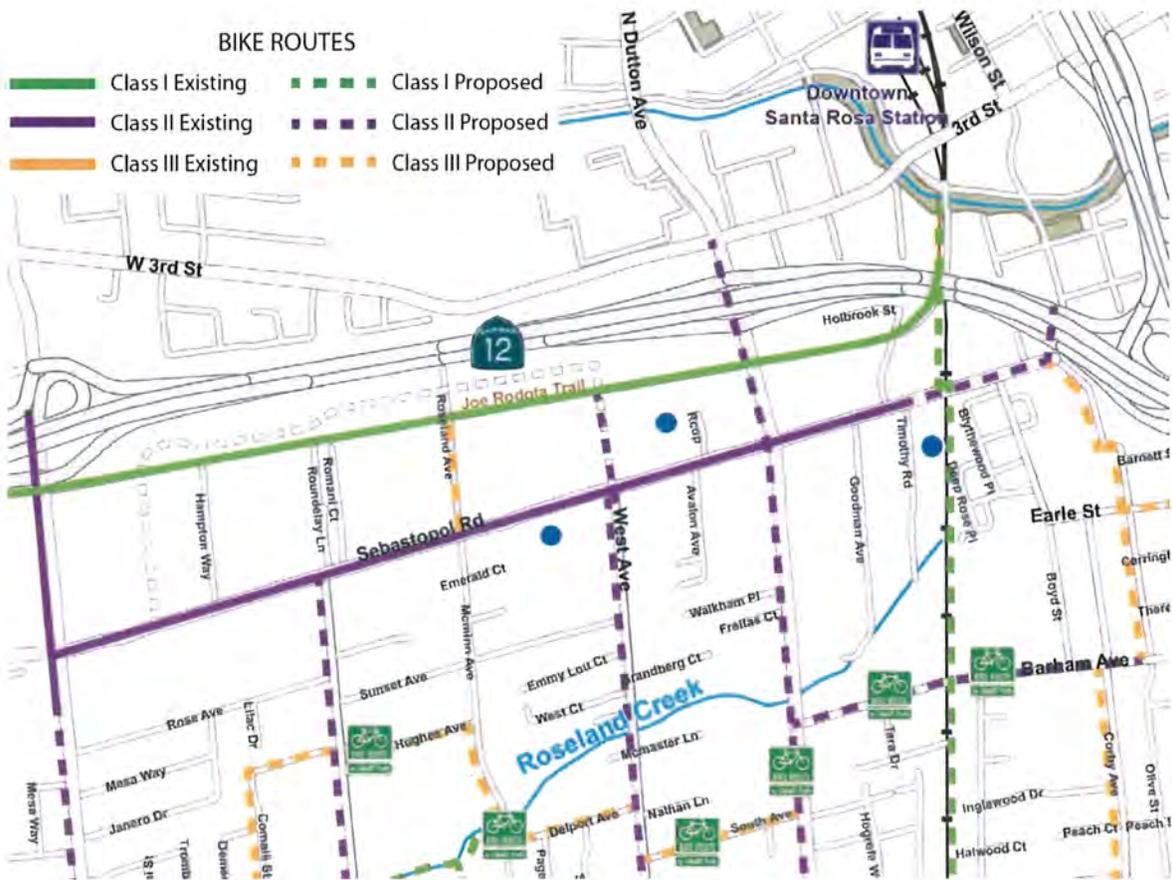 BIKE ROUTES
Class I Existing
Class I Proposed
Class II Existing
Class II Proposed
Class III Existing
Class III Proposed
N Dutton Ave
Wilson St
Downtown
Santa Rosa Station
3rd St
W 3rd St
12
Holbrook St
Joe Rodota Trail
Roseland Ave
Avalon Ave
Timothy Rd
Blythewood Pl
Deep Rose Pl
Barnett
Earle St
Hampton Way
Romani Ct
Roundelay Ln
Sebastopol Rd
West Ave
Goodman Ave
Emerald Ct
Mcminn Ave
Walkham Pl
Freitas Ct
Boyd St
Barham Ave
Emmy Lou Ct
Brandberg Ct
Sunset Ave
West Ct
Roseland Creek
Rose Ave
Lilac Dr
Hughes Ave
Mcmaster Ln
Tara Dr
Corby Ave
Olive St
Mesa Way
Mesa Way
Janero Dr
Comalli St
Delport Ave
Nathan Ln
South Ave
Inglewood Dr
Peach Ct
Halwood Ct